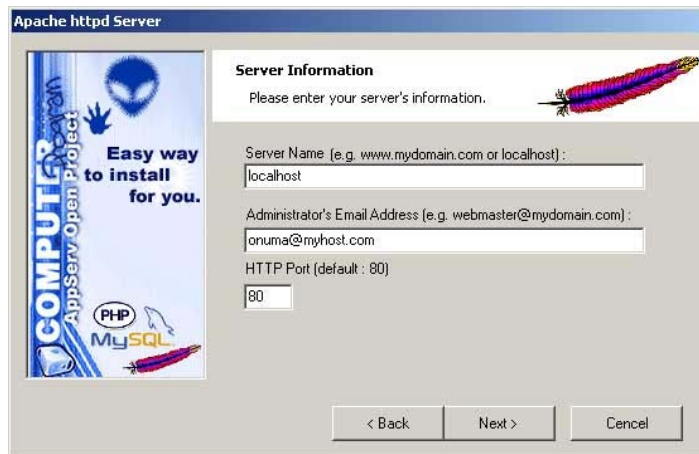 Apache httpd Server
Server Information
Please enter your server's information.
COMPUTER
Program
AppServ Open Project
Easy way
to install
for you.
PHP
MySQL
Server Name (e.g. www.mydomain.com or localhost) :
localhost
Administrator's Email Address (e.g. webmaster@mydomain.com) :
onuma@myhost.com
HTTP Port (default : 80)
80
< Back
Next >
Cencel